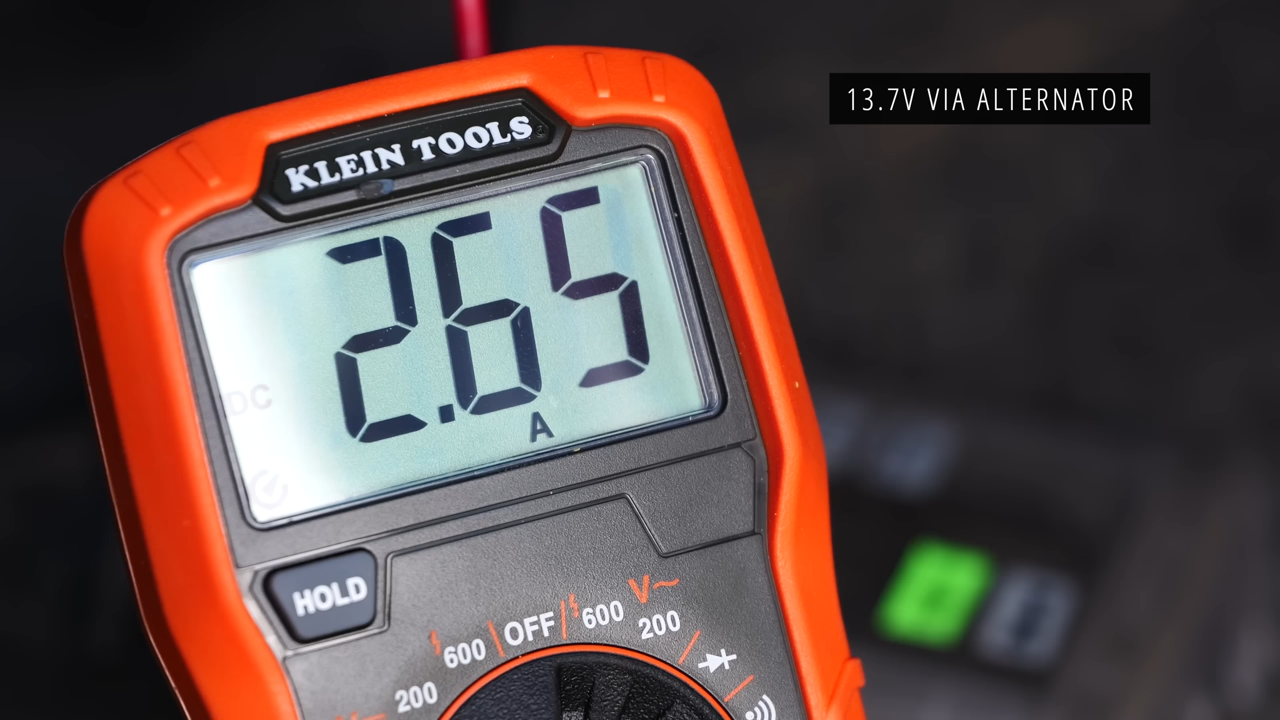 13.7V VIA ALTERNATOR
KLEIN TOOLS
2.65
DC
A
HOLD
V~
600 OFF 600 200
200